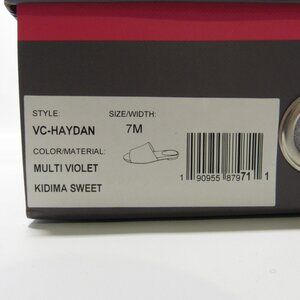 STYLE: SIZE/WIDTH:
VC-HAYDAN 7M
COLOR/MATERIAL:
MULTI VIOLET
KIDIMA SWEET
1 90955 87971 1